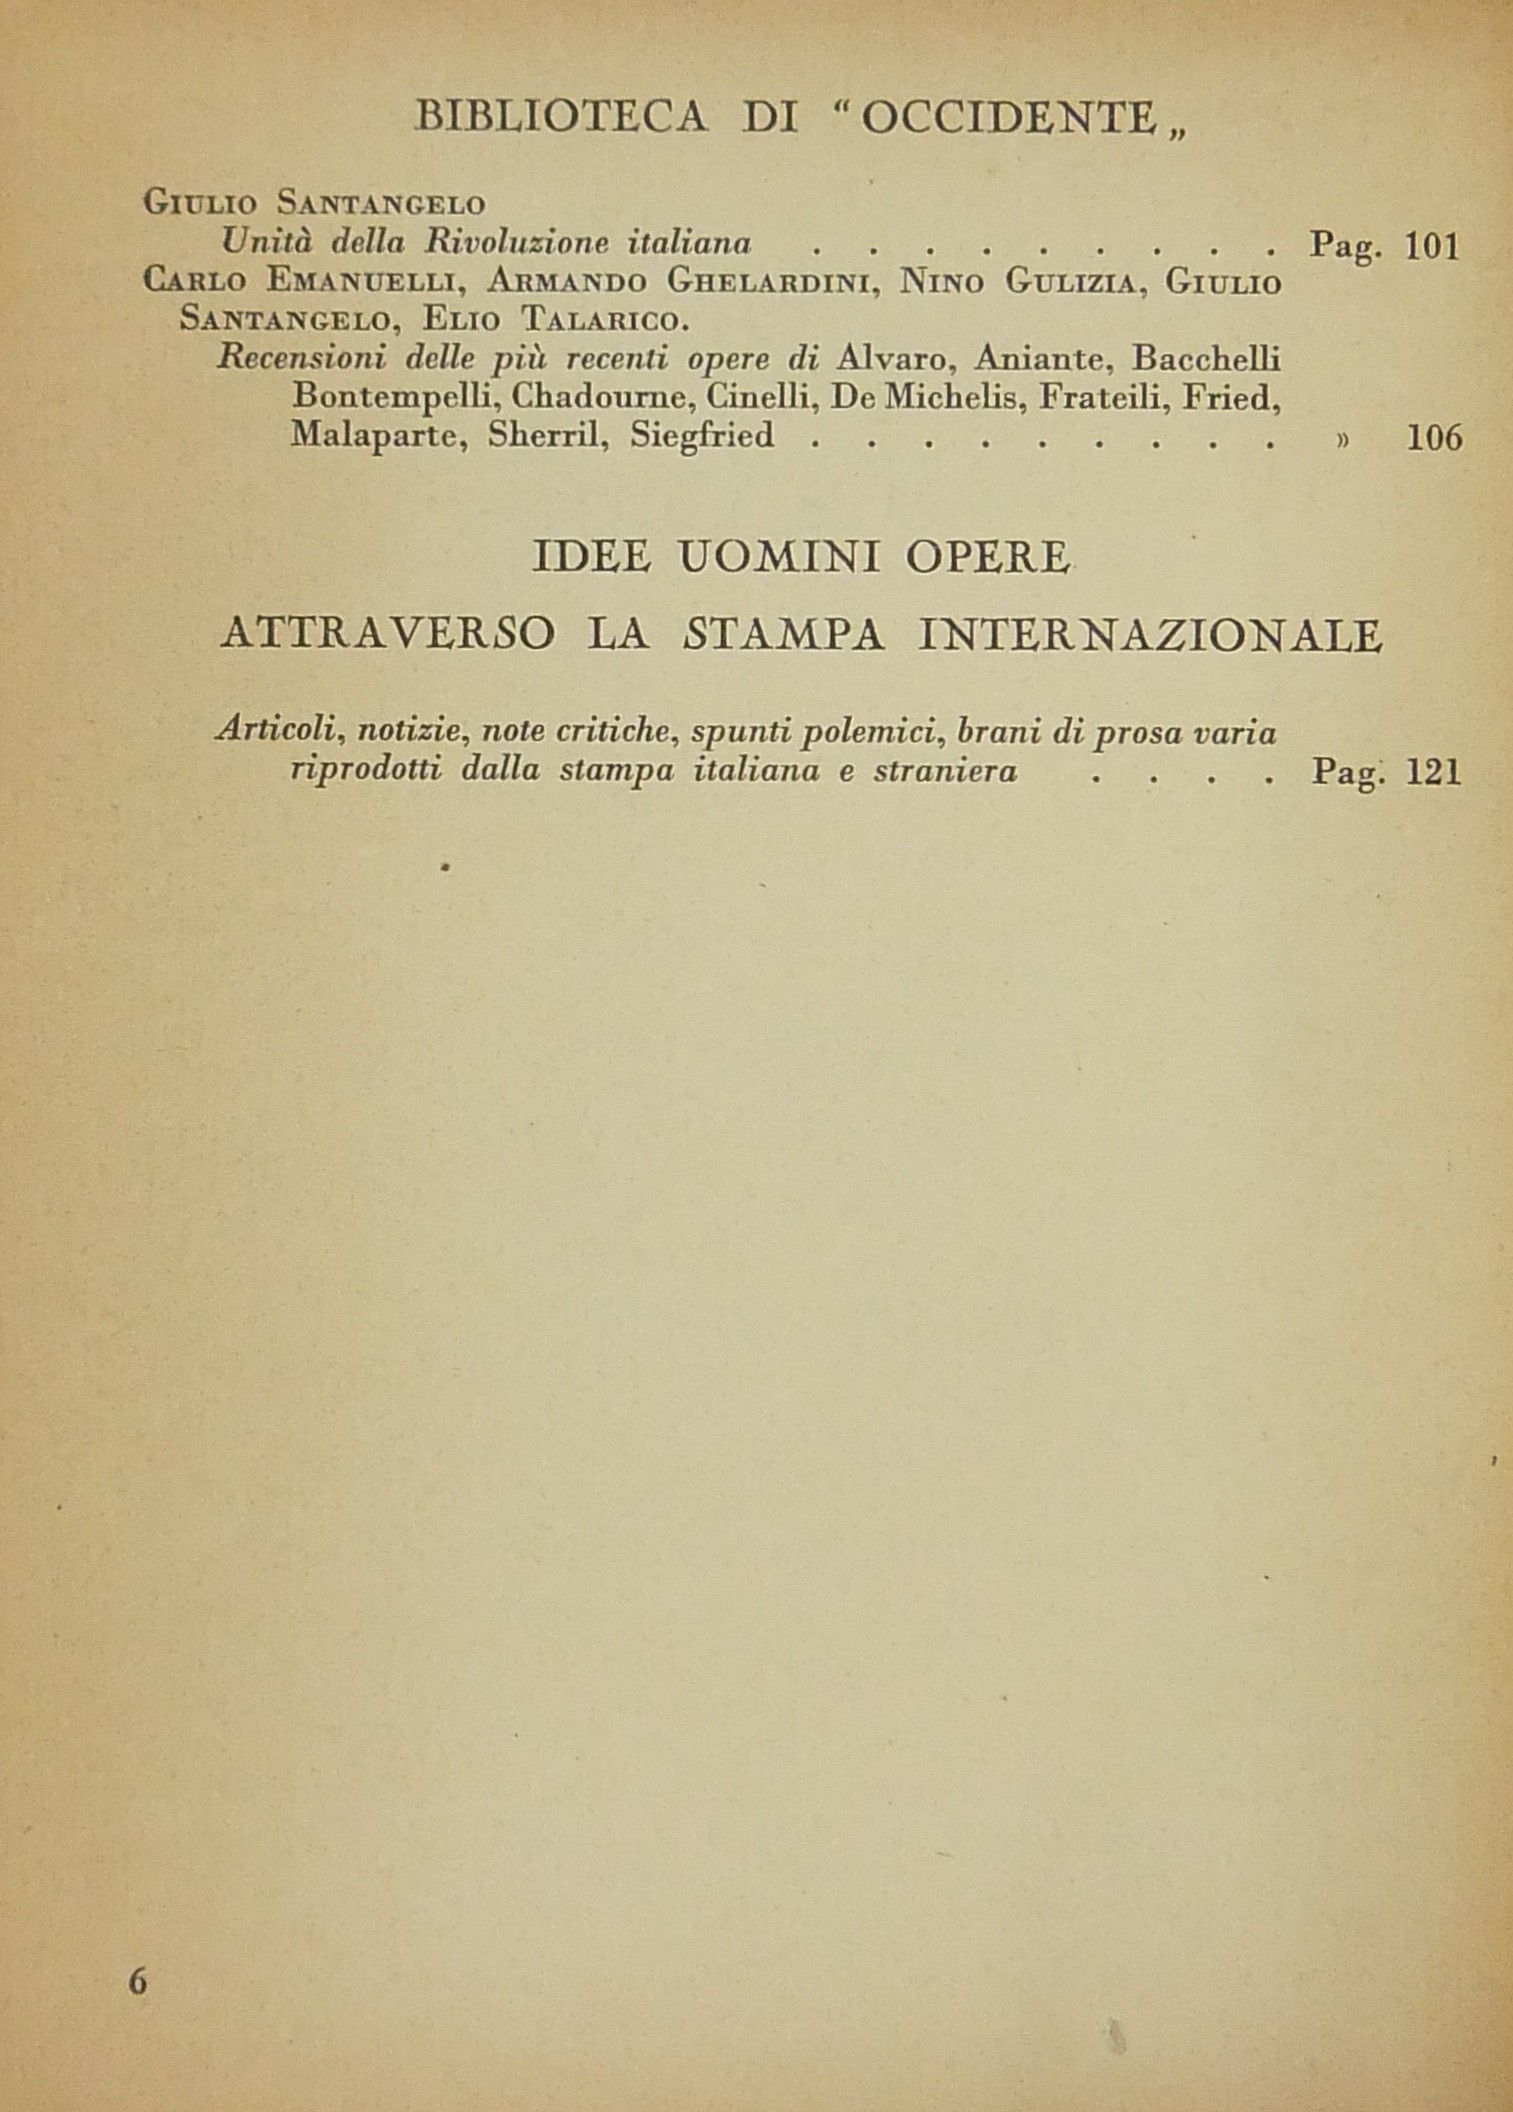 BIBLIOTECA DI “OCCIDENTE„
GIULIO SANTANGELO
Unità della Rivoluzione italiana . . . . . . . . . Pag. 101
CARLO EMANUELLI, ARMANDO GHELARDINI, NINO GULIZIA, GIULIO
SANTANGELO, ELIO TALARICO.
Recensioni delle più recenti opere di Alvaro, Aniante, Bacchelli
Bontempelli, Chadourne, Cinelli, De Michelis, Frateili, Fried,
Malaparte, Sherril, Siegfried . . . . . . . . . » 106
IDEE UOMINI OPERE
ATTRAVERSO LA STAMPA INTERNAZIONALE
Articoli, notizie, note critiche, spunti polemici, brani di prosa varia
riprodotti dalla stampa italiana e straniera . . . . Pag. 121
6